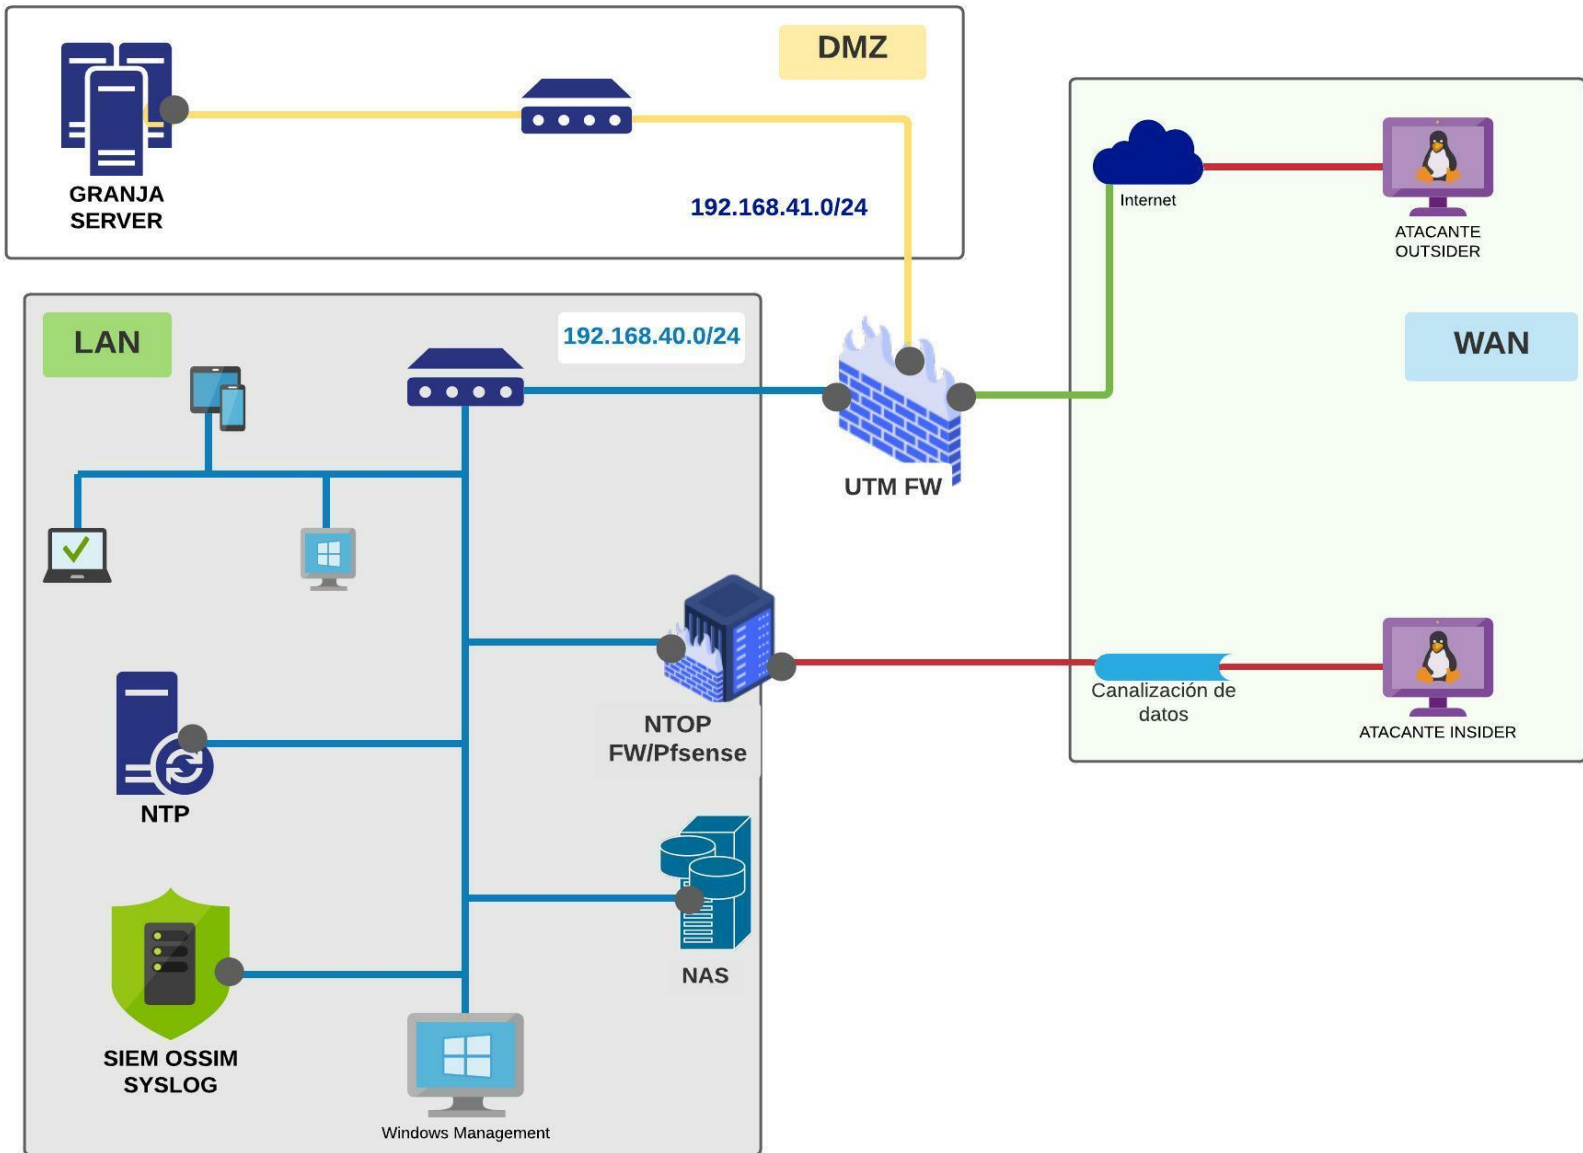 DMZ
GRANJA
SERVER
192.168.41.0/24
Internet
ATACANTE
OUTSIDER
LAN
192.168.40.0/24
WAN
UTM FW
Canalización de
datos
ATACANTE INSIDER
NTOP
FW/Pfsense
NTP
NAS
SIEM OSSIM
SYSLOG
Windows Management